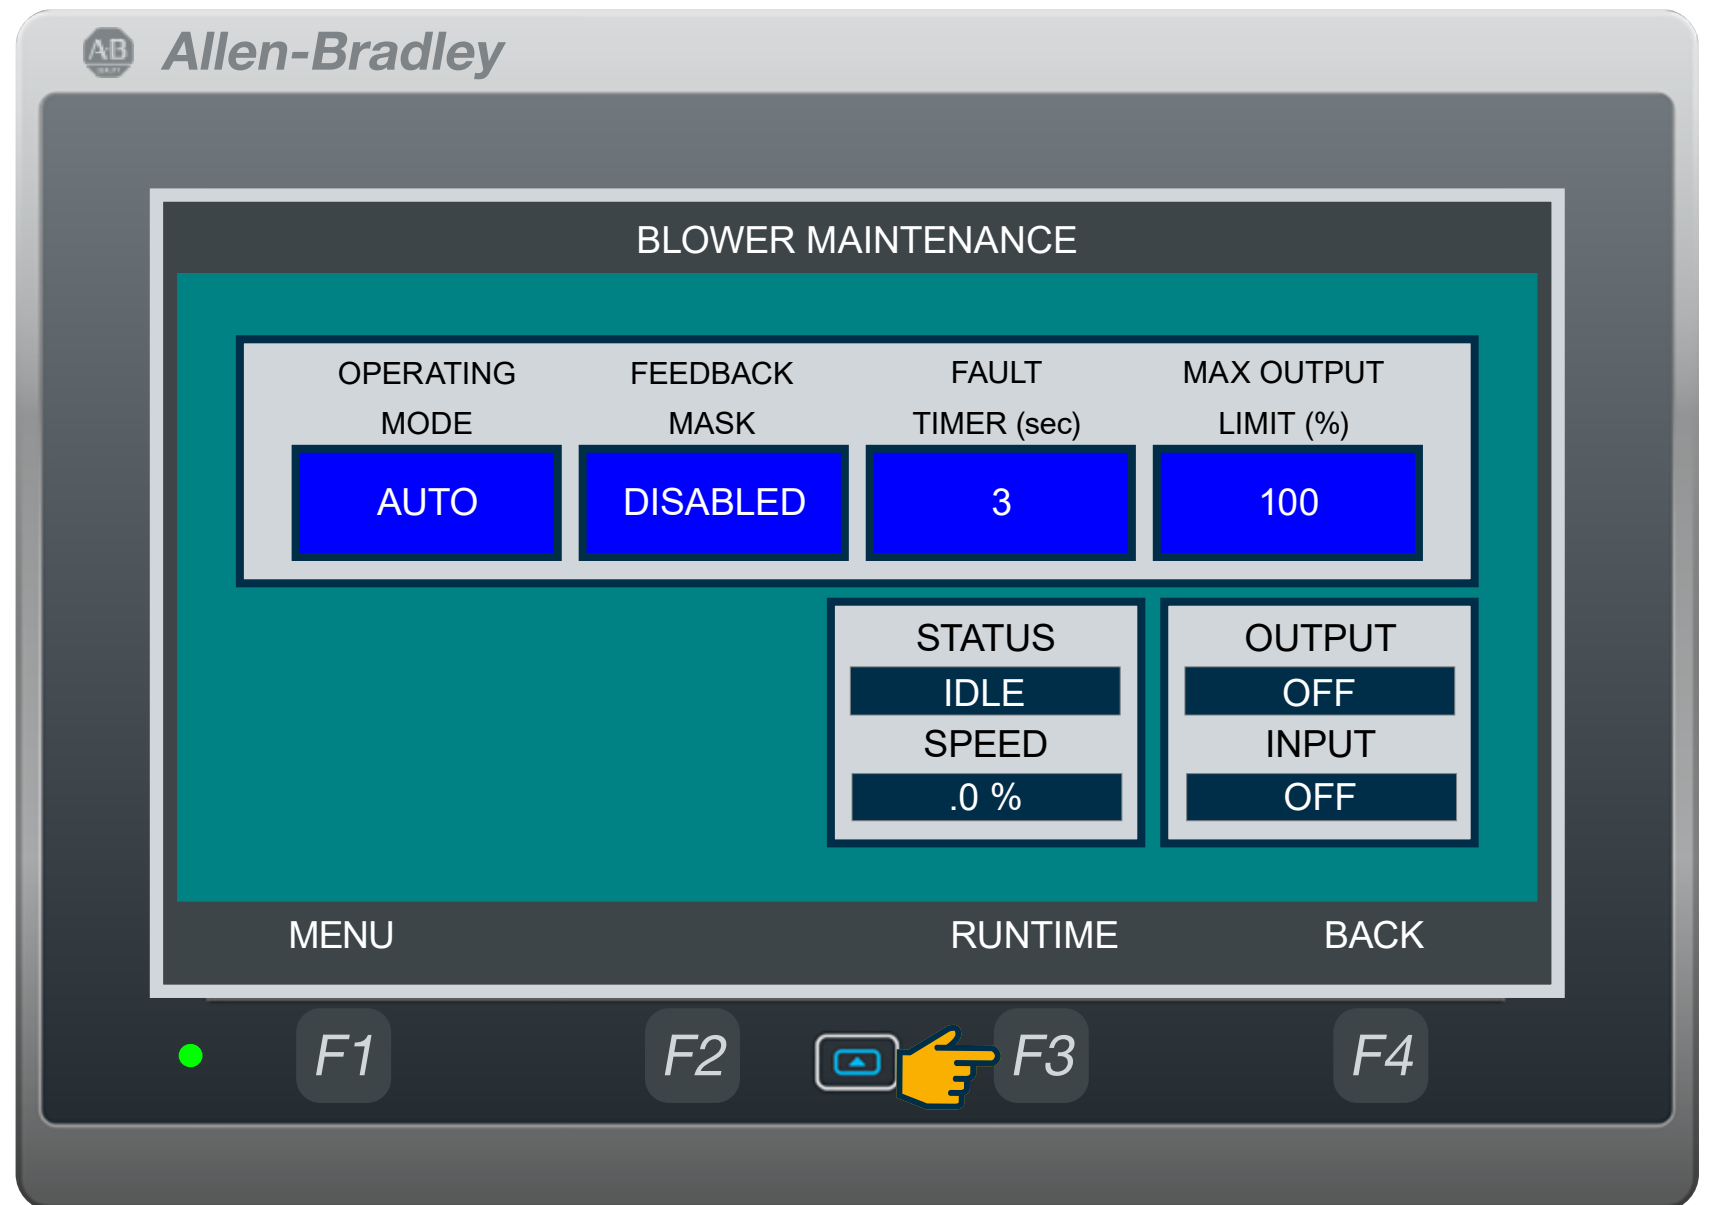 AB
Allen-Bradley
BLOWER MAINTENANCE
OPERATING MODE
FEEDBACK MASK
FAULT TIMER (sec)
MAX OUTPUT LIMIT (%)
AUTO
DISABLED
3
100
STATUS
IDLE
SPEED
.0 %
OUTPUT
OFF
INPUT
OFF
MENU
RUNTIME
BACK
F1
F2
F3
F4